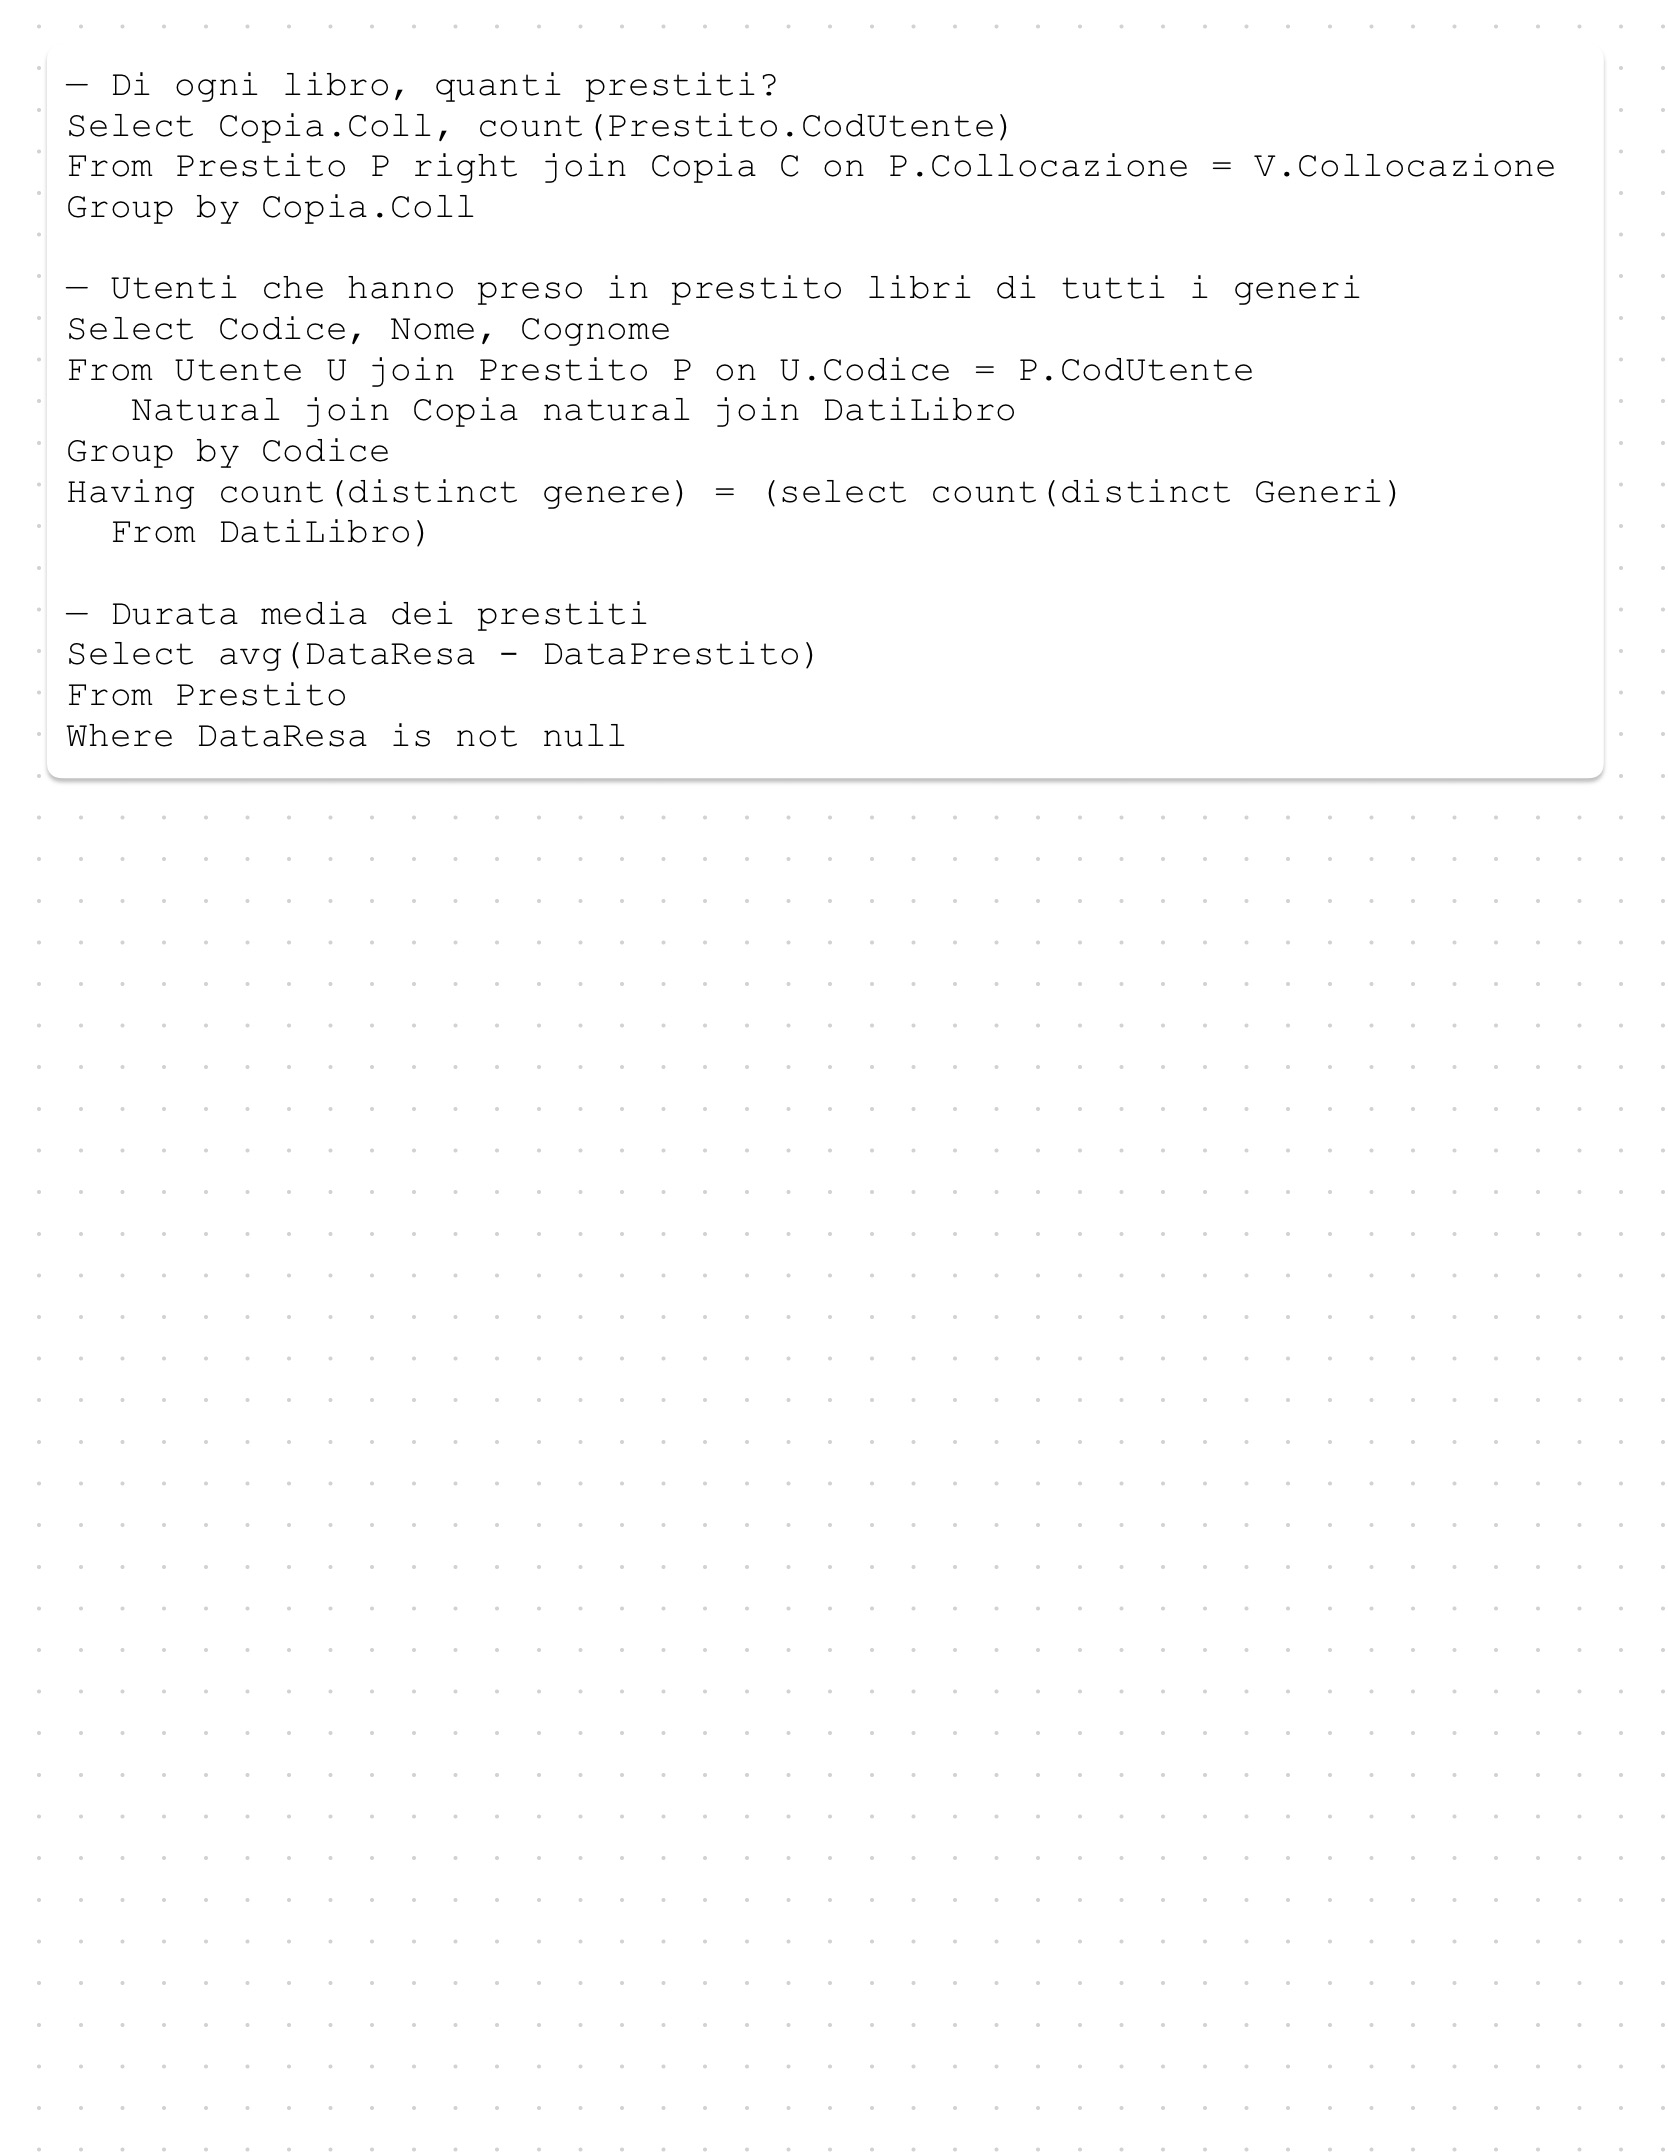 — Di ogni libro, quanti prestiti?
Select Copia.Coll, count(Prestito.CodUtente)
From Prestito P right join Copia C on P.Collocazione = V.Collocazione
Group by Copia.Coll
— Utenti che hanno preso in prestito libri di tutti i generi
Select Codice, Nome, Cognome
From Utente U join Prestito P on U.Codice = P.CodUtente
Natural join Copia natural join DatiLibro
Group by Codice
Having count(distinct genere) = (select count(distinct Generi)
From DatiLibro)
— Durata media dei prestiti
Select avg(DataResa - DataPrestito)
From Prestito
Where DataResa is not null